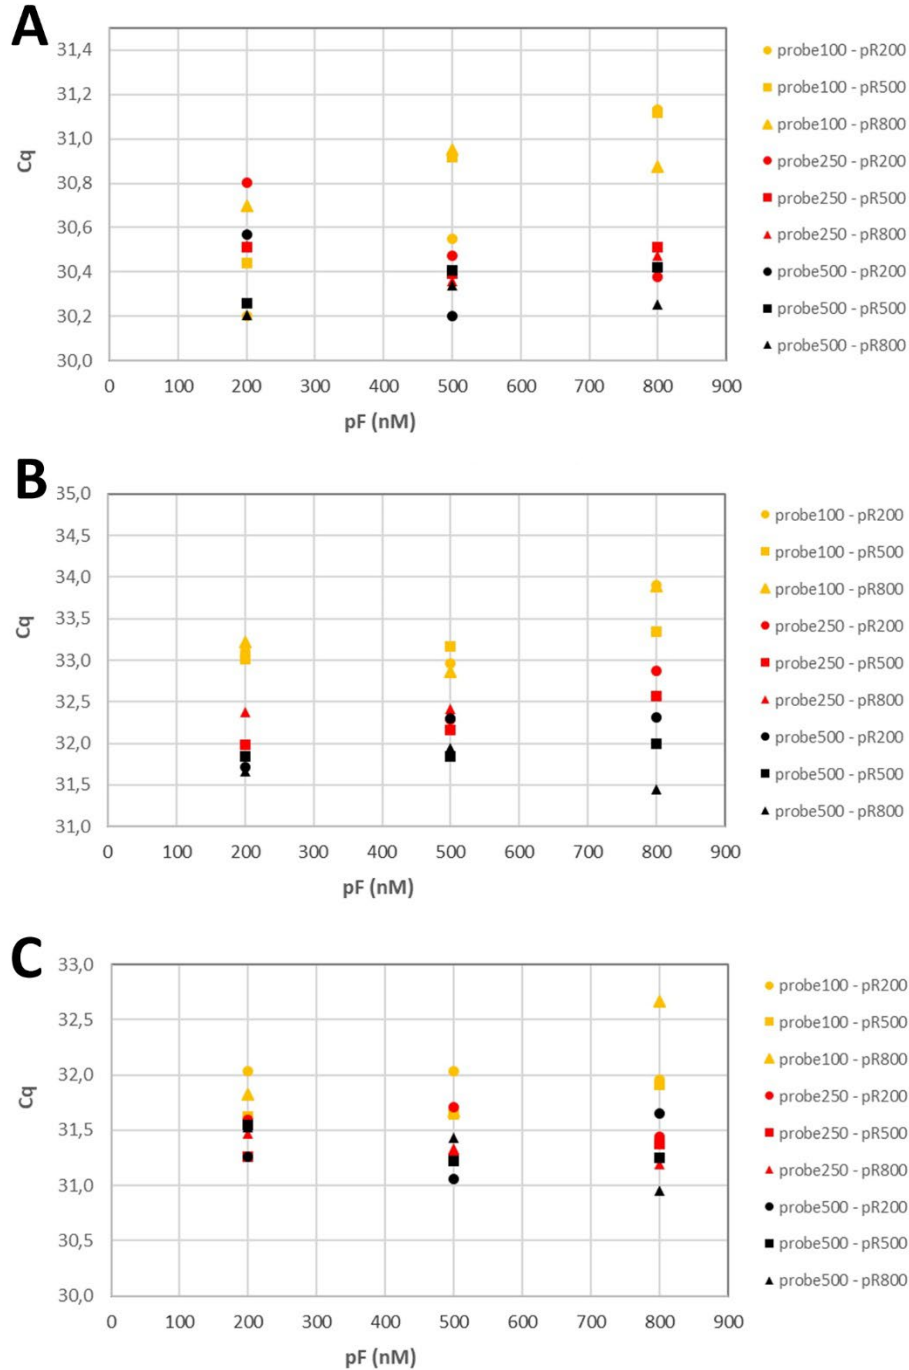 A
31,4
31,2
31,0
30,8
30,6
30,4
30,2
30,0
Cq
0 100 200 300 400 500 600 700 800 900
pF (nM)
probe100 - pR200
probe100 - pR500
probe100 - pR800
probe250 - pR200
probe250 - pR500
probe250 - pR800
probe500 - pR200
probe500 - pR500
probe500 - pR800
B
35,0
34,5
34,0
33,5
33,0
32,5
32,0
31,5
31,0
Cq
0 100 200 300 400 500 600 700 800 900
pF (nM)
probe100 - pR200
probe100 - pR500
probe100 - pR800
probe250 - pR200
probe250 - pR500
probe250 - pR800
probe500 - pR200
probe500 - pR500
probe500 - pR800
C
33,0
32,5
32,0
31,5
31,0
30,5
30,0
Cq
0 100 200 300 400 500 600 700 800 900
pF (nM)
probe100 - pR200
probe100 - pR500
probe100 - pR800
probe250 - pR200
probe250 - pR500
probe250 - pR800
probe500 - pR200
probe500 - pR500
probe500 - pR800